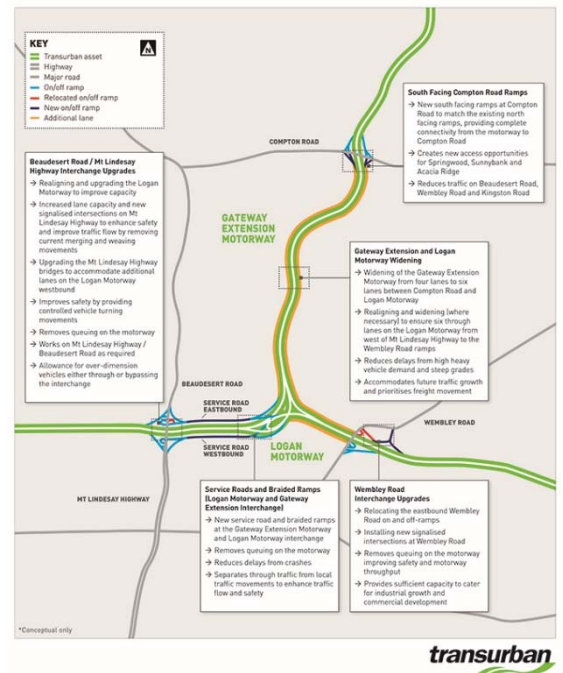 KEY
N
Transurban asset
Highway
Major road
On/off ramp
Relocated on/off ramp
New on/off ramp
Additional lane
South Facing Compton Road Ramps
→ New south facing ramps at Compton
Road to match the existing north
facing ramps, providing complete
connectivity from the motorway to
Compton Road
→ Creates new access opportunities
for Springwood, Sunnybank and
Acacia Ridge
→ Reduces traffic on Beaudesert Road,
Wembley Road and Kingston Road
COMPTON ROAD
Beaudesert Road / Mt Lindesay
Highway Interchange Upgrades
→ Realigning and upgrading the Logan
Motorway to improve capacity
→ Increased lane capacity and new
signalised intersections on Mt
Lindesay Highway to enhance safety
and improve traffic flow by removing
current merging and weaving
movements
→ Upgrading the Mt Lindesay Highway
bridges to accommodate additional
lanes on the Logan Motorway
westbound
→ Improves safety by providing
controlled vehicle turning
movements
→ Removes queuing on the motorway
→ Works on Mt Lindesay Highway /
Beaudesert Road as required
→ Allowance for over-dimension
vehicles either through or bypassing
the interchange
GATEWAY
EXTENSION
MOTORWAY
Gateway Extension and Logan
Motorway Widening
→ Widening of the Gateway Extension
Motorway from four lanes to six
lanes between Compton Road and
Logan Motorway
→ Realigning and widening (where
necessary) to ensure six through
lanes on the Logan Motorway from
west of Mt Lindesay Highway to the
Wembley Road ramps
→ Reduces delays from high heavy
vehicle demand and steep grades
→ Accommodates future traffic growth
and prioritises freight movement
BEAUDESERT ROAD
SERVICE ROAD
EASTBOUND
SERVICE ROAD
WESTBOUND
LOGAN
MOTORWAY
WEMBLEY ROAD
MT LINDESAY HIGHWAY
Service Roads and Braided Ramps
(Logan Motorway and Gateway
Extension Interchange)
→ New service road and braided ramps
at the Gateway Extension Motorway
and Logan Motorway interchange
→ Removes queuing on the motorway
→ Reduces delays from crashes
→ Separates through traffic from local
traffic movements to enhance traffic
flow and safety
Wembley Road
Interchange Upgrades
→ Relocating the eastbound Wembley
Road on and off-ramps
→ Installing new signalised
intersections at Wembley Road
→ Removes queuing on the motorway
improving safety and motorway
throughput
→ Provides sufficient capacity to cater
for industrial growth and
commercial development
*Conceptual only
transurban